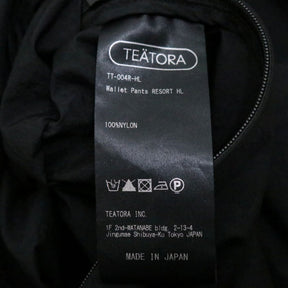 TEÄTORA
TT-004R-HL
Wallet Pants RESORT HL
100%NYLON
TEATORA INC.
1F 2nd-WATANABE bldg. 2-13-4
Jingumae Shibuya-Ku Tokyo JAPAN
MADE IN JAPAN